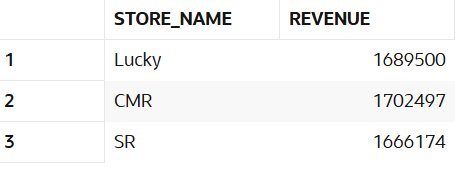 STORE_NAME REVENUE
1 Lucky 1689500
2 CMR 1702497
3 SR 1666174